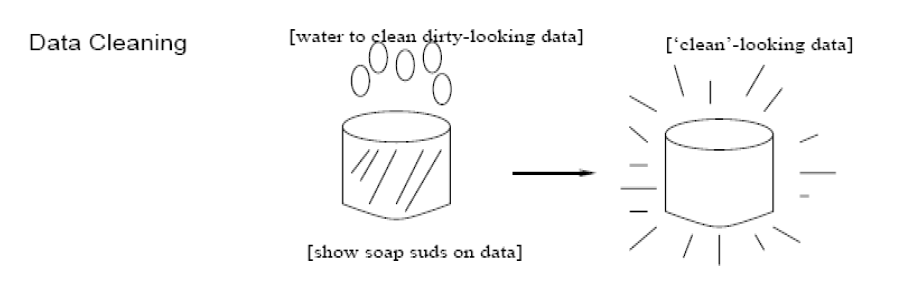 Data Cleaning
[water to clean dirty-looking data]
[‘clean’-looking data]
[show soap suds on data]